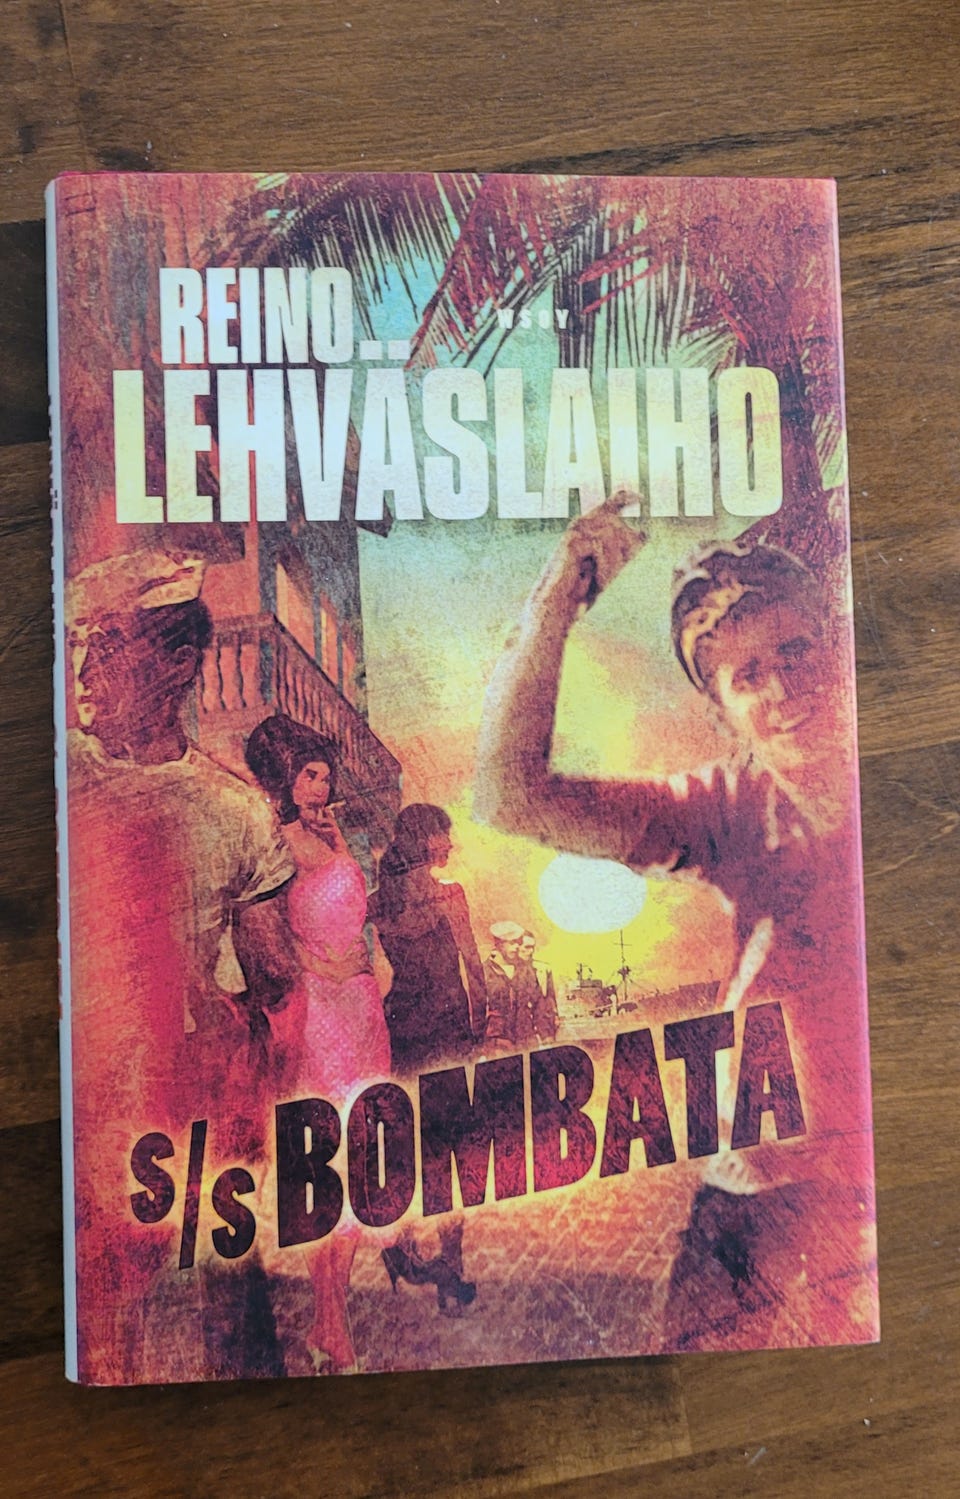 REINO
WSOY
LEHVÄSLAIHO
s/s BOMBATA